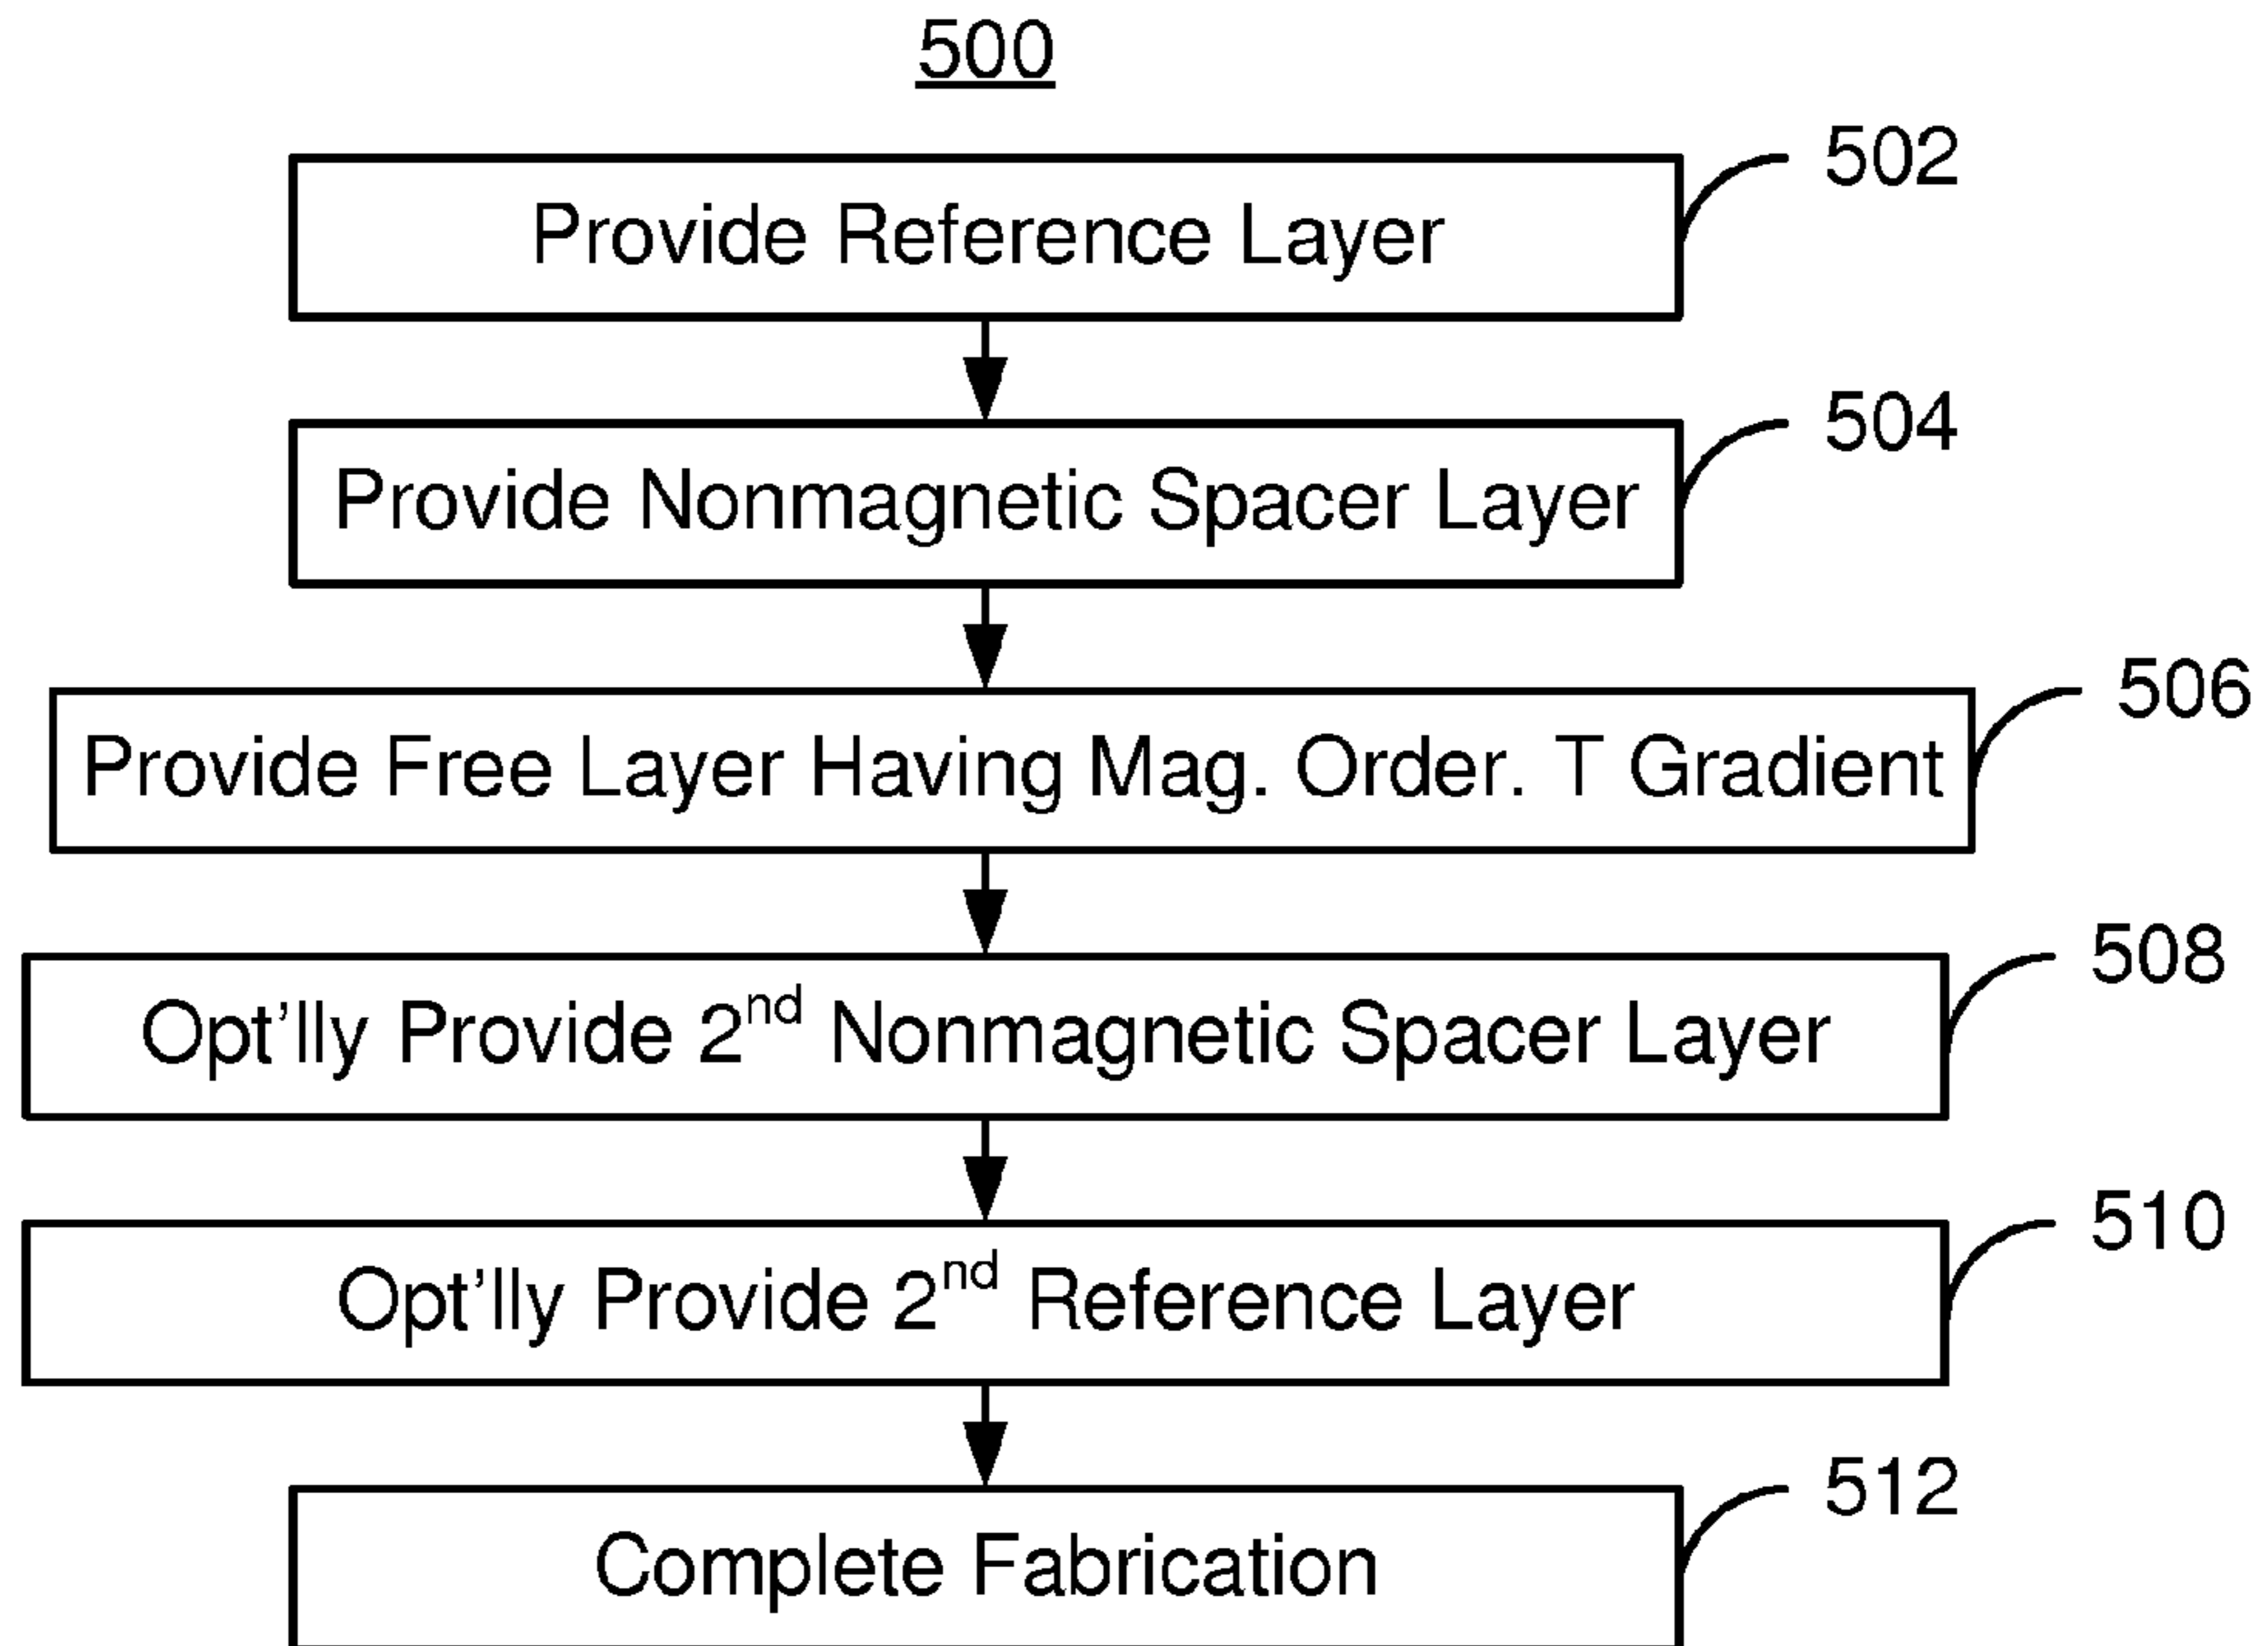 500
Provide Reference Layer
502
Provide Nonmagnetic Spacer Layer
504
Provide Free Layer Having Mag. Order. T Gradient
506
Opt'lly Provide 2nd Nonmagnetic Spacer Layer
508
Opt'lly Provide 2nd Reference Layer
510
Complete Fabrication
512